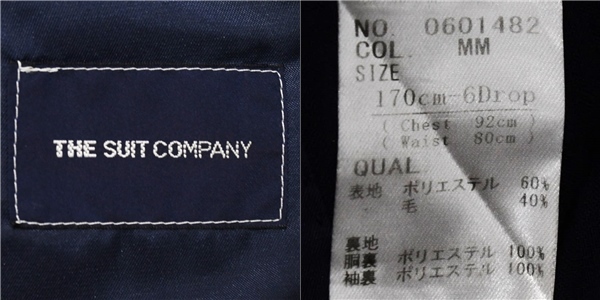 THE SUIT COMPANY
NO. 0601482
COL. MM
SIZE
170cm-6Drop
( Chest 92cm )
( Waist 80cm )
QUAL
表地 ポリエステル 60%
毛 40%
裏地
胴裏 ポリエステル 100%
袖裏 ポリエステル 100%